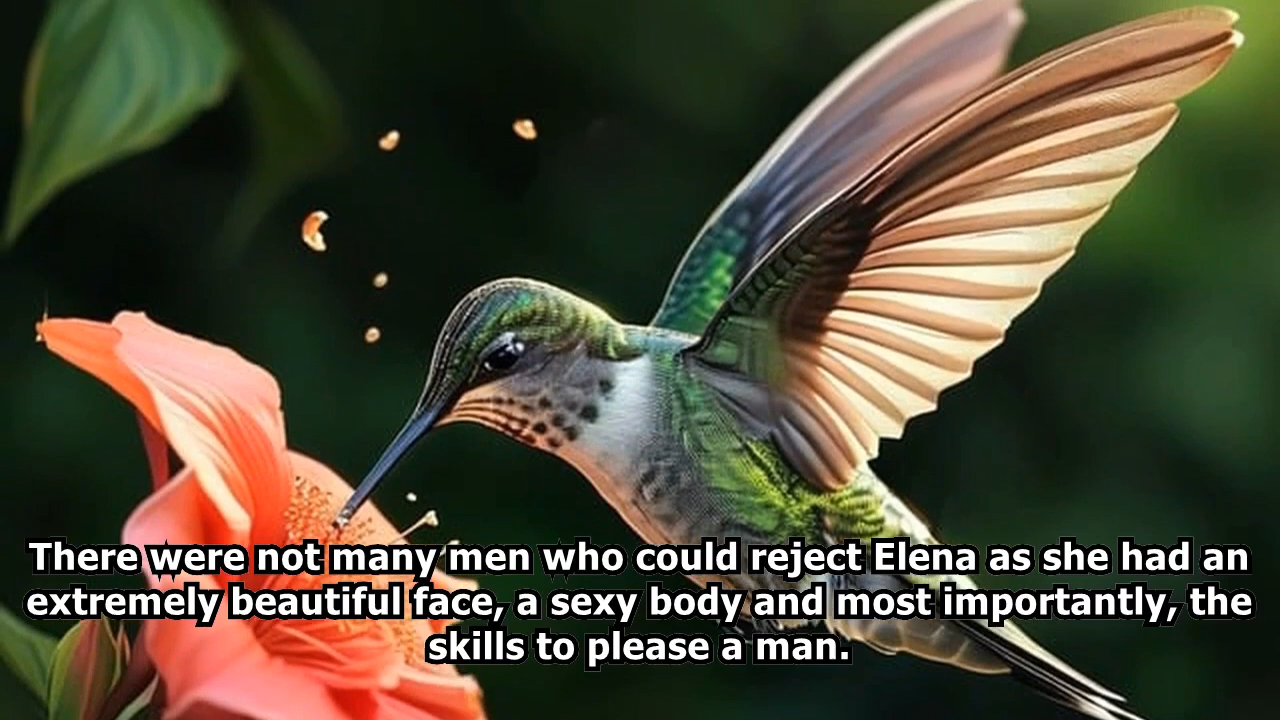 There were not many men who could reject Elena as she had an
extremely beautiful face, a sexy body and most importantly, the
skills to please a man.